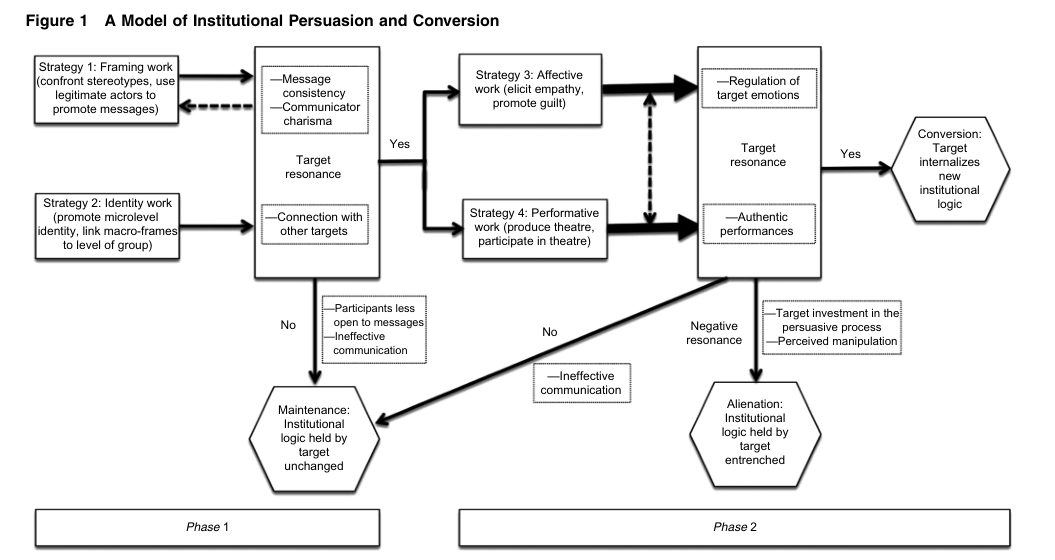 Figure 1 A Model of Institutional Persuasion and Conversion
Strategy 1: Framing work
(confront stereotypes, use
legitimate actors to
promote messages)
Strategy 2: Identity work
(promote microlevel
identity, link macro-frames
to level of group)
—Message
consistency
—Communicator
charisma
Target
resonance
—Connection with
other targets
Yes
No
—Participants less
open to messages
—Ineffective
communication
Maintenance:
Institutional
logic held by
target
unchanged
Strategy 3: Affective
work (elicit empathy,
promote guilt)
Strategy 4: Performative
work (produce theatre,
participate in theatre)
—Regulation of
target emotions
Target
resonance
—Authentic
performances
Yes
Conversion:
Target
internalizes
new
institutional
logic
No
—Ineffective
communication
Negative
resonance
—Target investment in the
persuasive process
—Perceived manipulation
Alienation:
Institutional
logic held by
target
entrenched
Phase 1
Phase 2